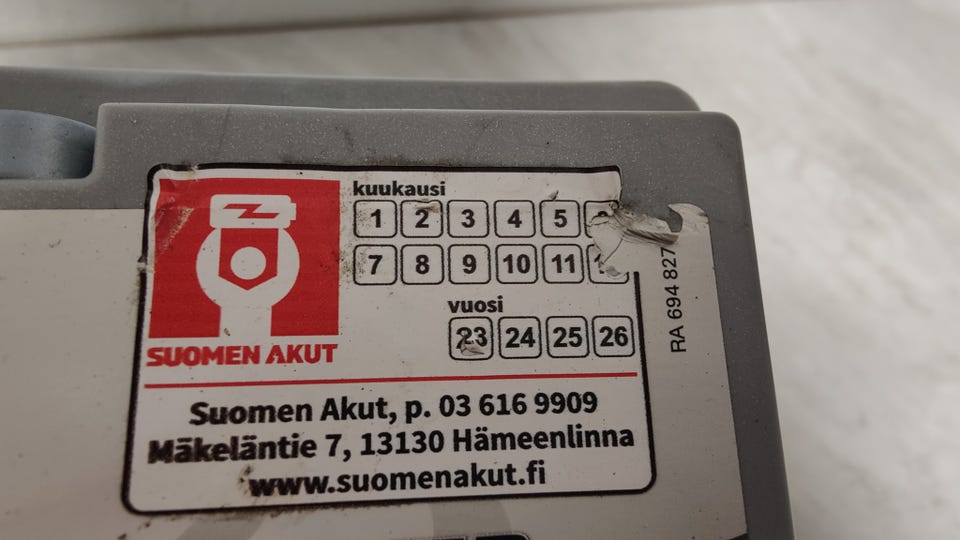 kuukausi
1 2 3 4 5
7 8 9 10 11
vuosi
23 24 25 26
SUOMEN AKUT
Suomen Akut, p. 03 616 9909
Mäkeläntie 7, 13130 Hämeenlinna
www.suomenakut.fi
RA 694 827